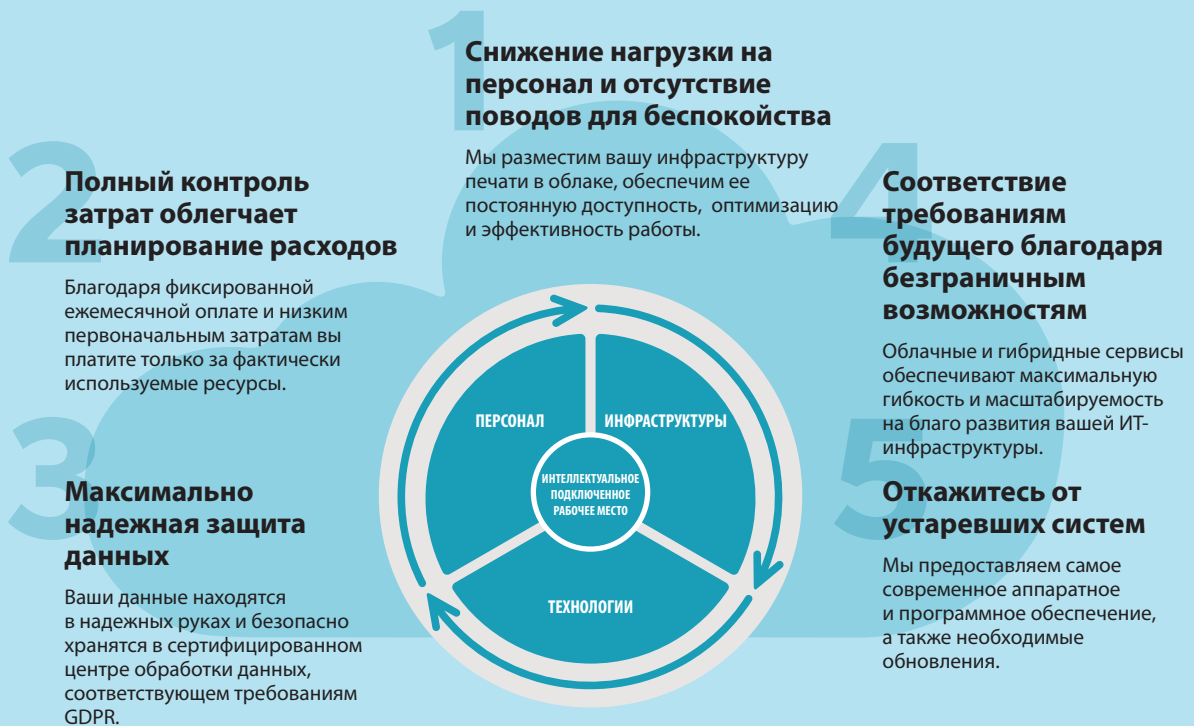 1
Снижение нагрузки на
персонал и отсутствие
поводов для беспокойства
Мы разместим вашу инфраструктуру
печати в облаке, обеспечим ее
постоянную доступность, оптимизацию
и эффективность работы.
2
Полный контроль
затрат облегчает
планирование расходов
Благодаря фиксированной
ежемесячной оплате и низким
первоначальным затратам вы
платите только за фактически
используемые ресурсы.
3
Максимально
надежная защита
данных
Ваши данные находятся
в надежных руках и безопасно
хранятся в сертифицированном
центре обработки данных,
соответствующем требованиям
GDPR.
4
Соответствие
требованиям
будущего благодаря
безграничным
возможностям
Облачные и гибридные сервисы
обеспечивают максимальную
гибкость и масштабируемость
на благо развития вашей ИТ-
инфраструктуры.
5
Откажитесь от
устаревших систем
Мы предоставляем самое
современное аппаратное
и программное обеспечение,
а также необходимые
обновления.
ПЕРСОНАЛ
ИНФРАСТРУКТУРЫ
ИНТЕЛЛЕКТУАЛЬНОЕ
ПОДКЛЮЧЕННОЕ
РАБОЧЕЕ МЕСТО
ТЕХНОЛОГИИ